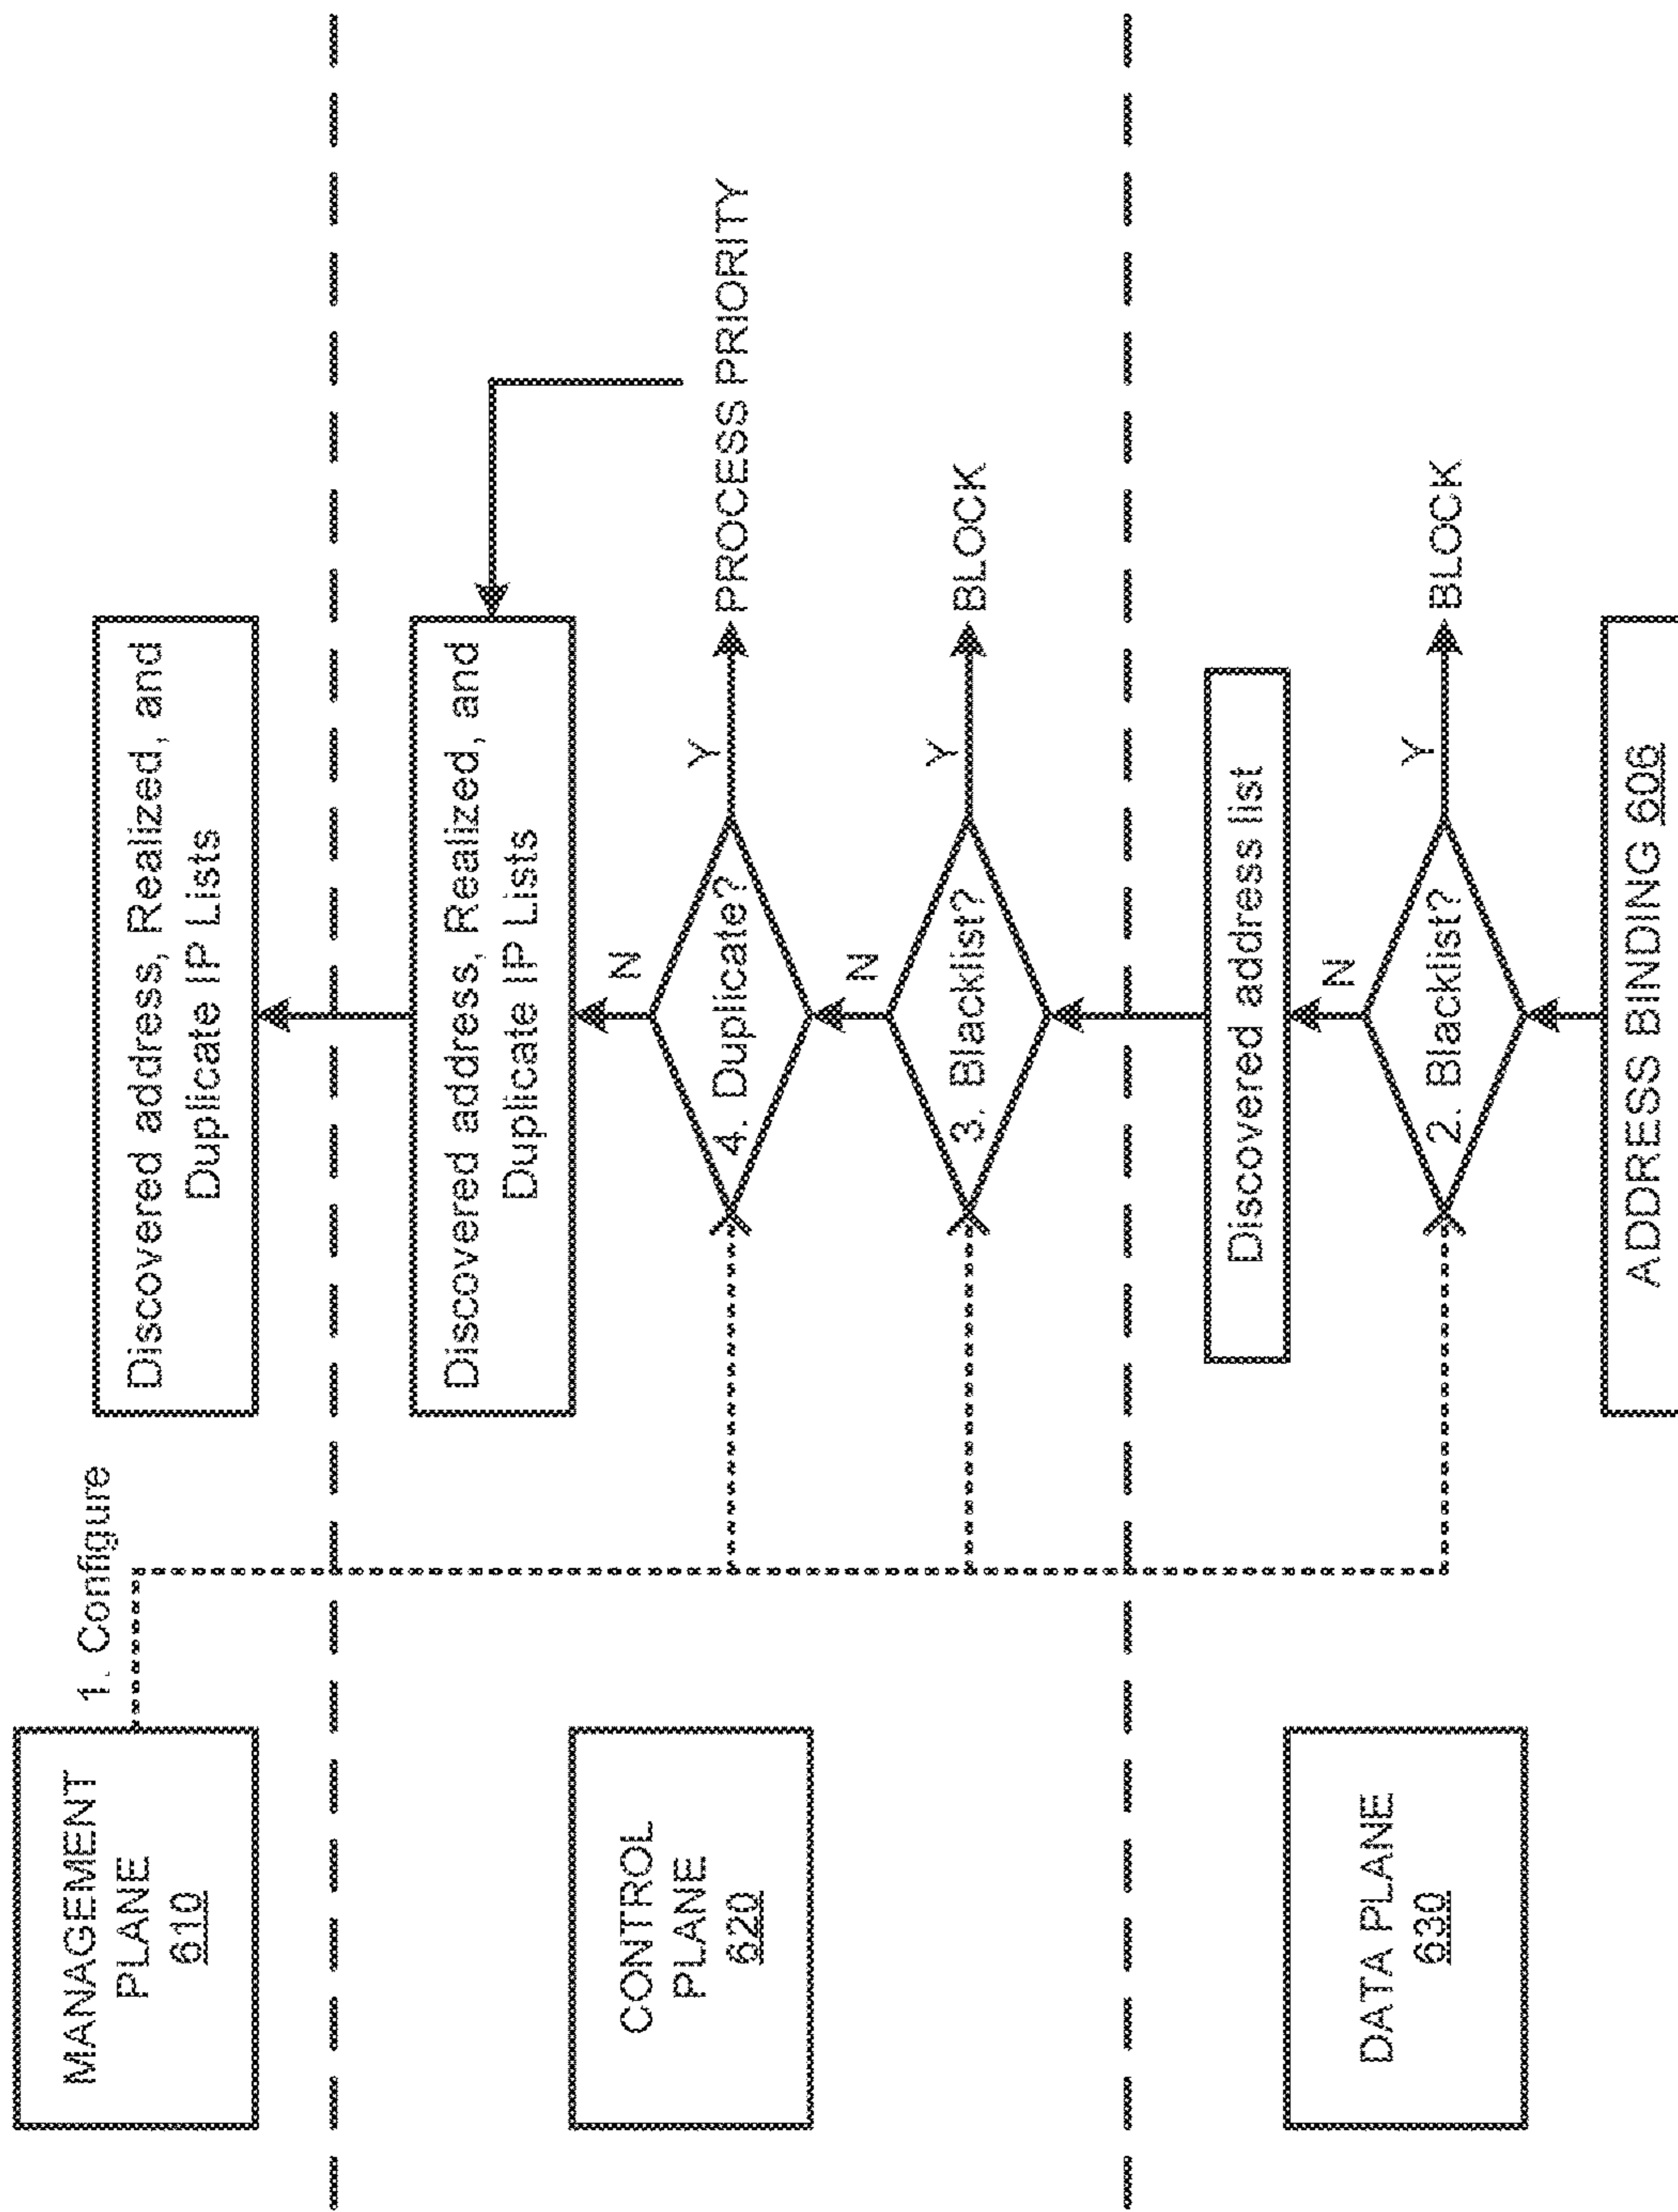 MANAGEMENT
PLANE
610
1. Configure
Discovered address, Realized, and
Duplicate IP Lists
CONTROL
PLANE
620
Discovered address, Realized, and
Duplicate IP Lists
N
4. Duplicate?
Y
PROCESS PRIORITY
N
3. Blacklist?
Y
BLOCK
DATA PLANE
630
Discovered address list
N
2. Blacklist?
Y
BLOCK
ADDRESS BINDING 606